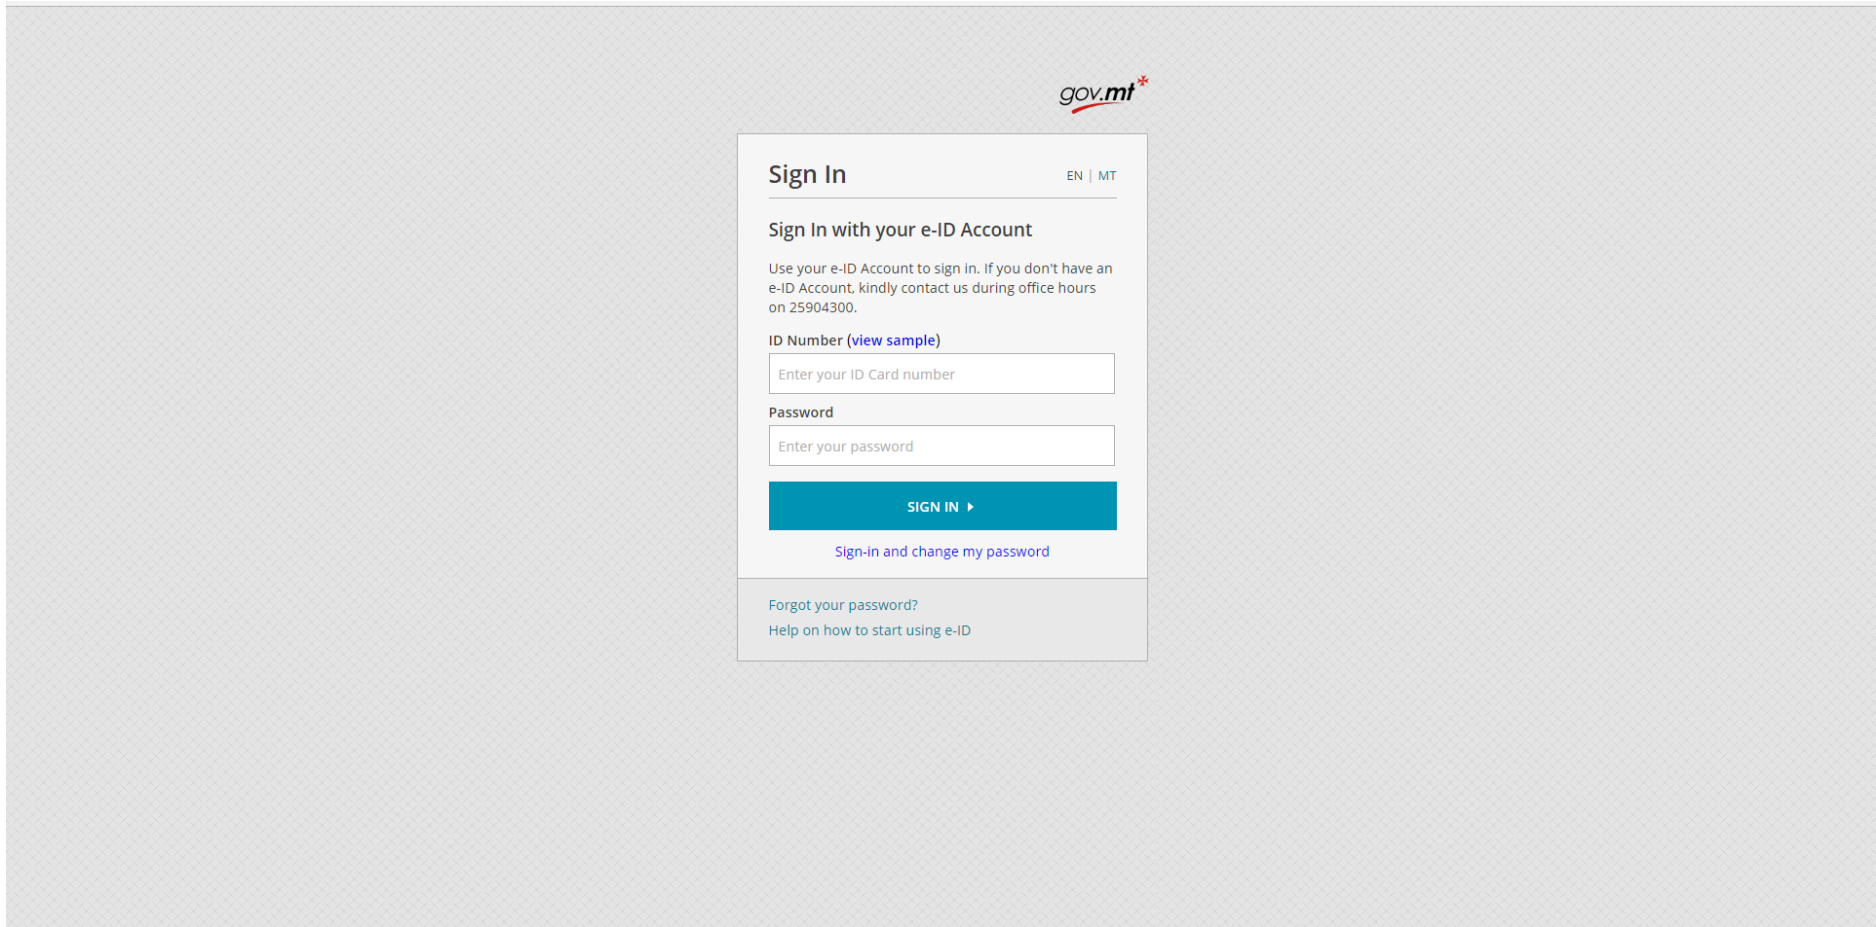 gov.mt
Sign In
EN | MT
Sign In with your e-ID Account
Use your e-ID Account to sign in. If you don't have an
e-ID Account, kindly contact us during office hours
on 25904300.
ID Number (view sample)
Enter your ID Card number
Password
Enter your password
SIGN IN
Sign-in and change my password
Forgot your password?
Help on how to start using e-ID